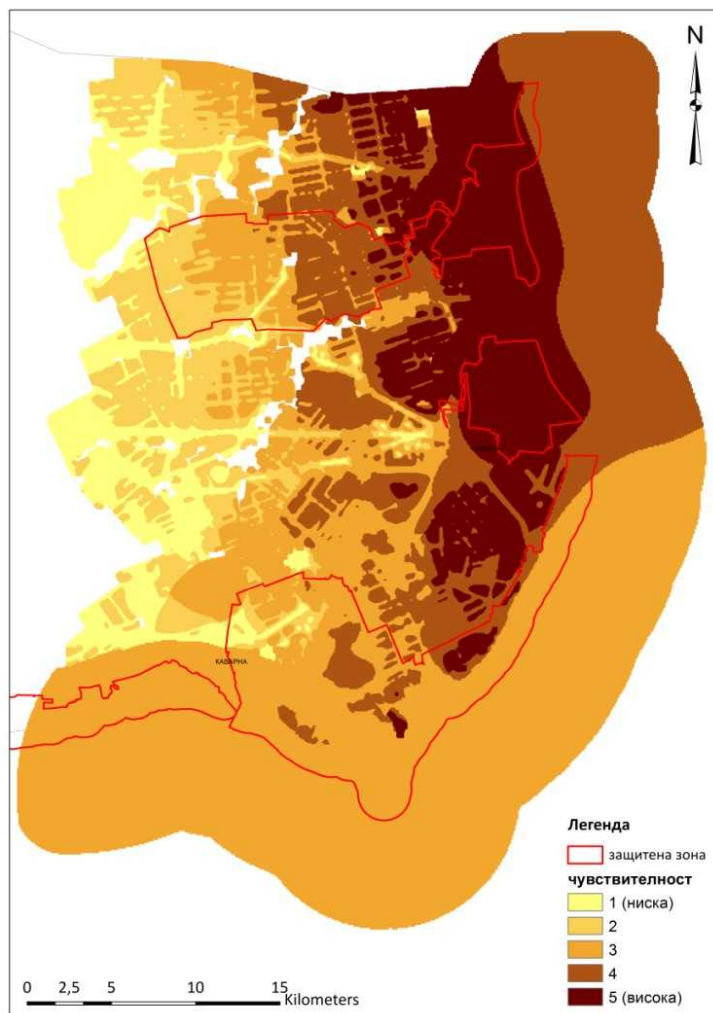 N
КАВАРНА
Легенда
защитена зона
чувствителност
1 (ниска)
2
3
4
5 (висока)
0 2,5 5 10 15
Kilometers